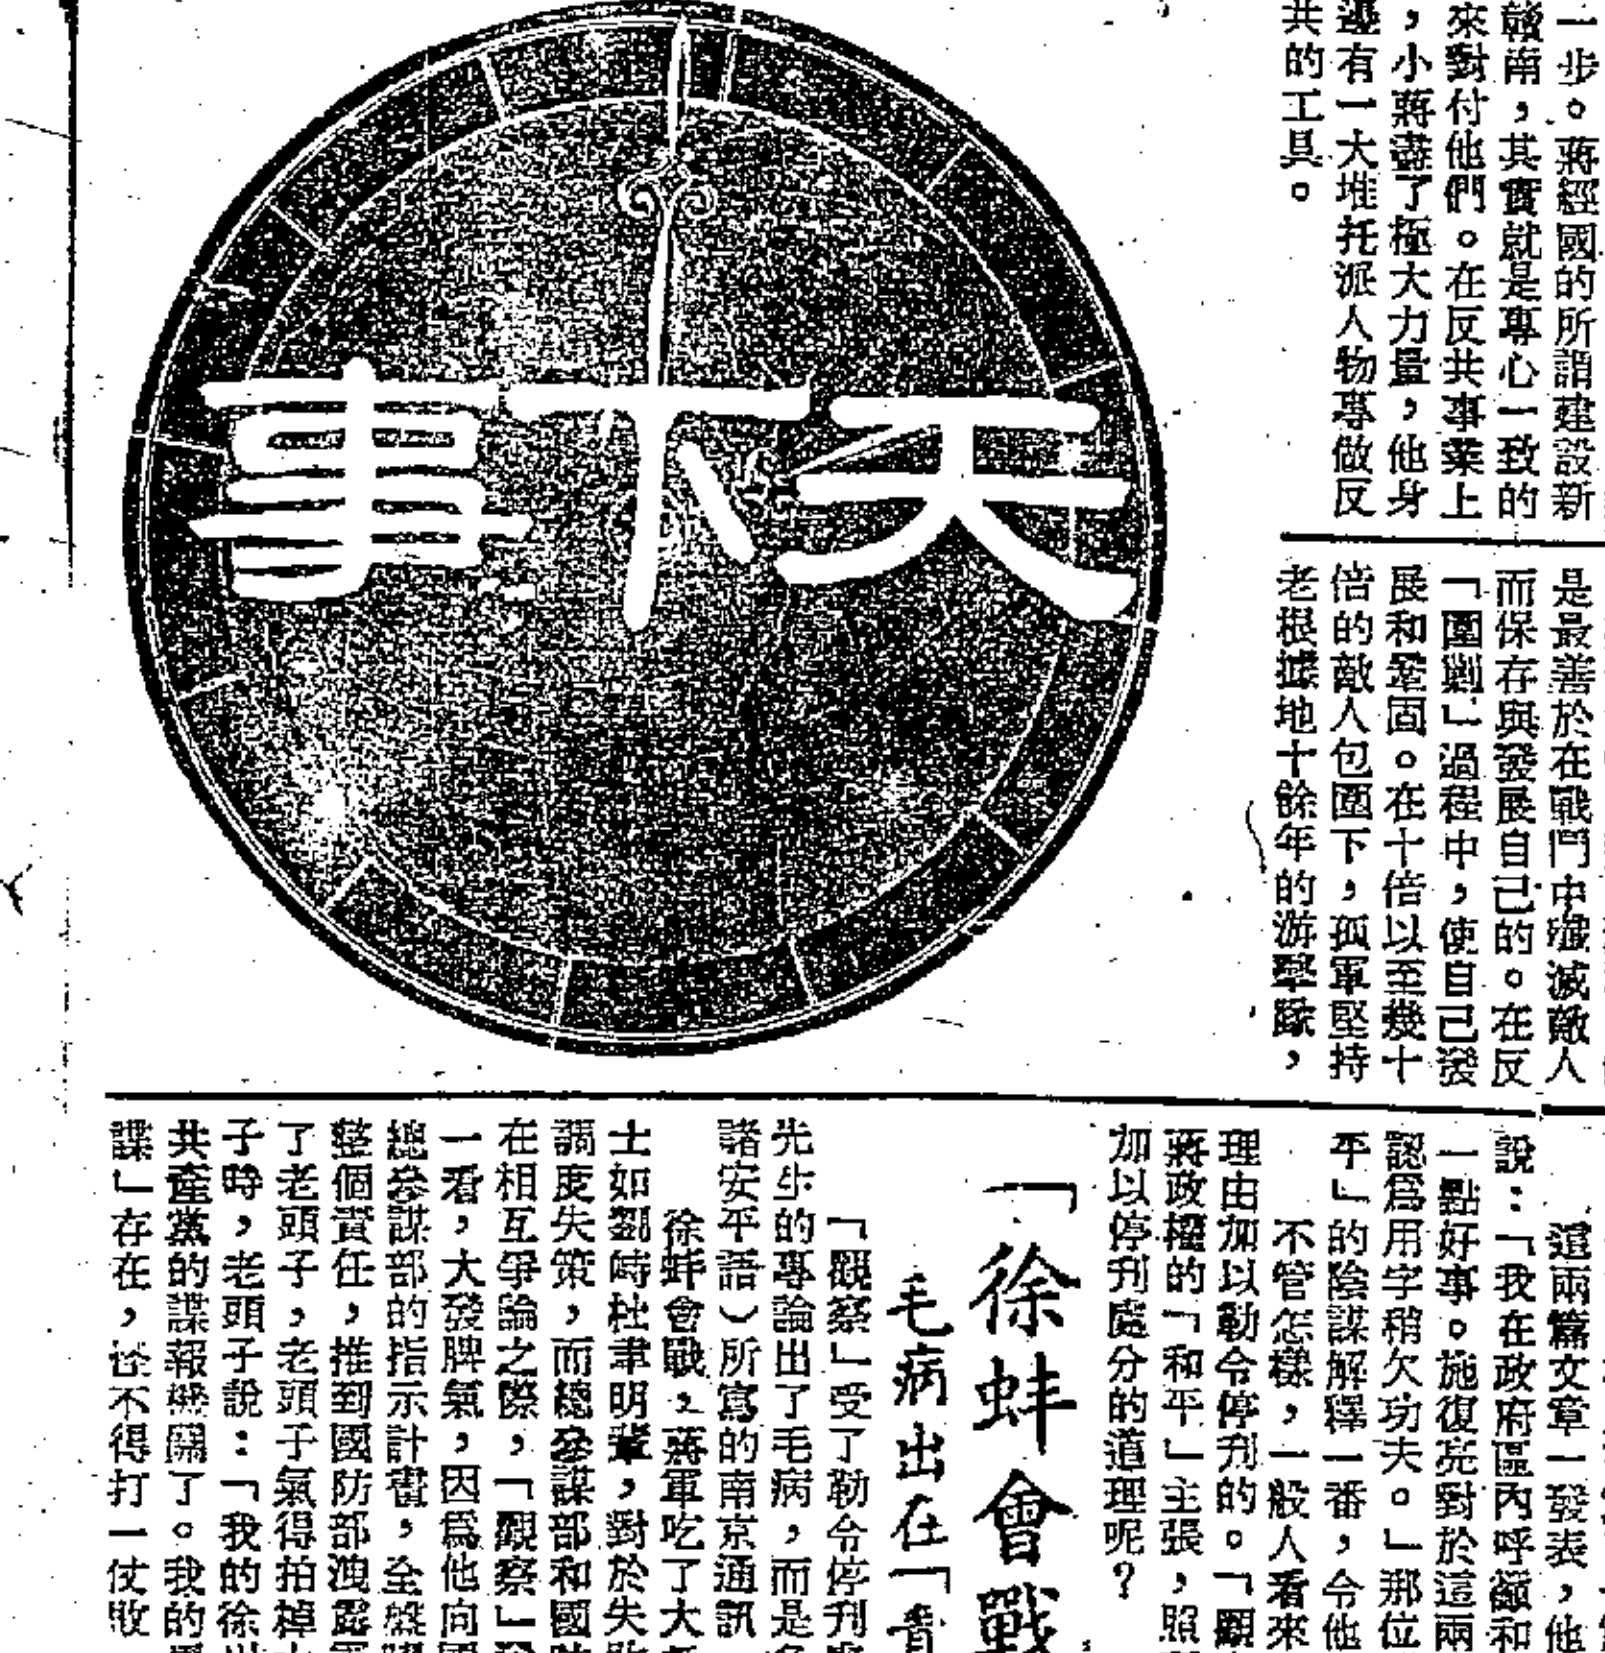 一步。蔣經國的所謂建設新
贛南，其實就是專心一致的
來對付他們。在反共事業上
，小蔣盡了極大力量，他身
邊有一大堆托派人物專做反
共的工具。
是最善於在戰鬥中殲滅敵人
而保存與發展自己的。在反
「圍剿」過程中，使自己發
展和鞏固。在十倍以至幾十
倍的敵人包圍下，孤軍堅持
老根據地十餘年的游擊隊，
天下事
這兩篇文章一發表，他
說：「我在政府區內呼籲和
一點好事。施復亮對於這兩
認爲用字稍欠功夫。」那位
平」的陰謀解釋一番，令他
不管怎樣，一般人看來
理由加以勒令停刋的。「觀
蔣政權的「和平」主張，照
加以停刋處分的道理呢？
「徐蚌會戰
毛病出在「
「觀察」受了勒令停刋
先生的專論出了毛病，而是
諸安平語）所寫的南京通訊
徐蚌會戰，蔣軍吃了大
士如劉峙杜聿明輩，對於失
調度失策，而總參謀部和國
在相互爭論之際，「觀察」
一看，大發脾氣，因爲他向
總參謀部的指示計畫，全盤
整個責任，推到國防部洩露
了老頭子，老頭子氣得拍
子時，老頭子說：「我的徐
共產黨的諜報機關了。我的
諜」存在，怪不得打一仗敗